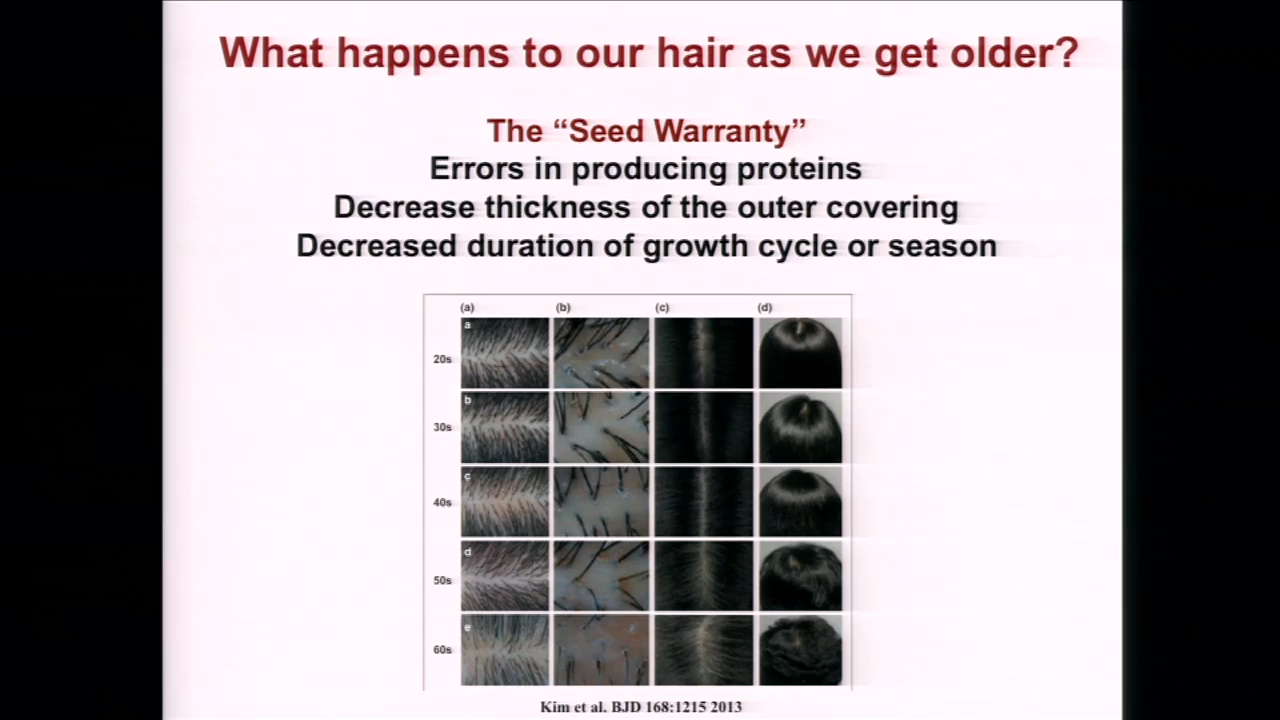 What happens to our hair as we get older?
The “Seed Warranty”
Errors in producing proteins
Decrease thickness of the outer covering
Decreased duration of growth cycle or season
(a) (b) (c) (d)
a
20s
b
30s
c
40s
d
50s
e
60s
Kim et al. BJD 168:1215 2013